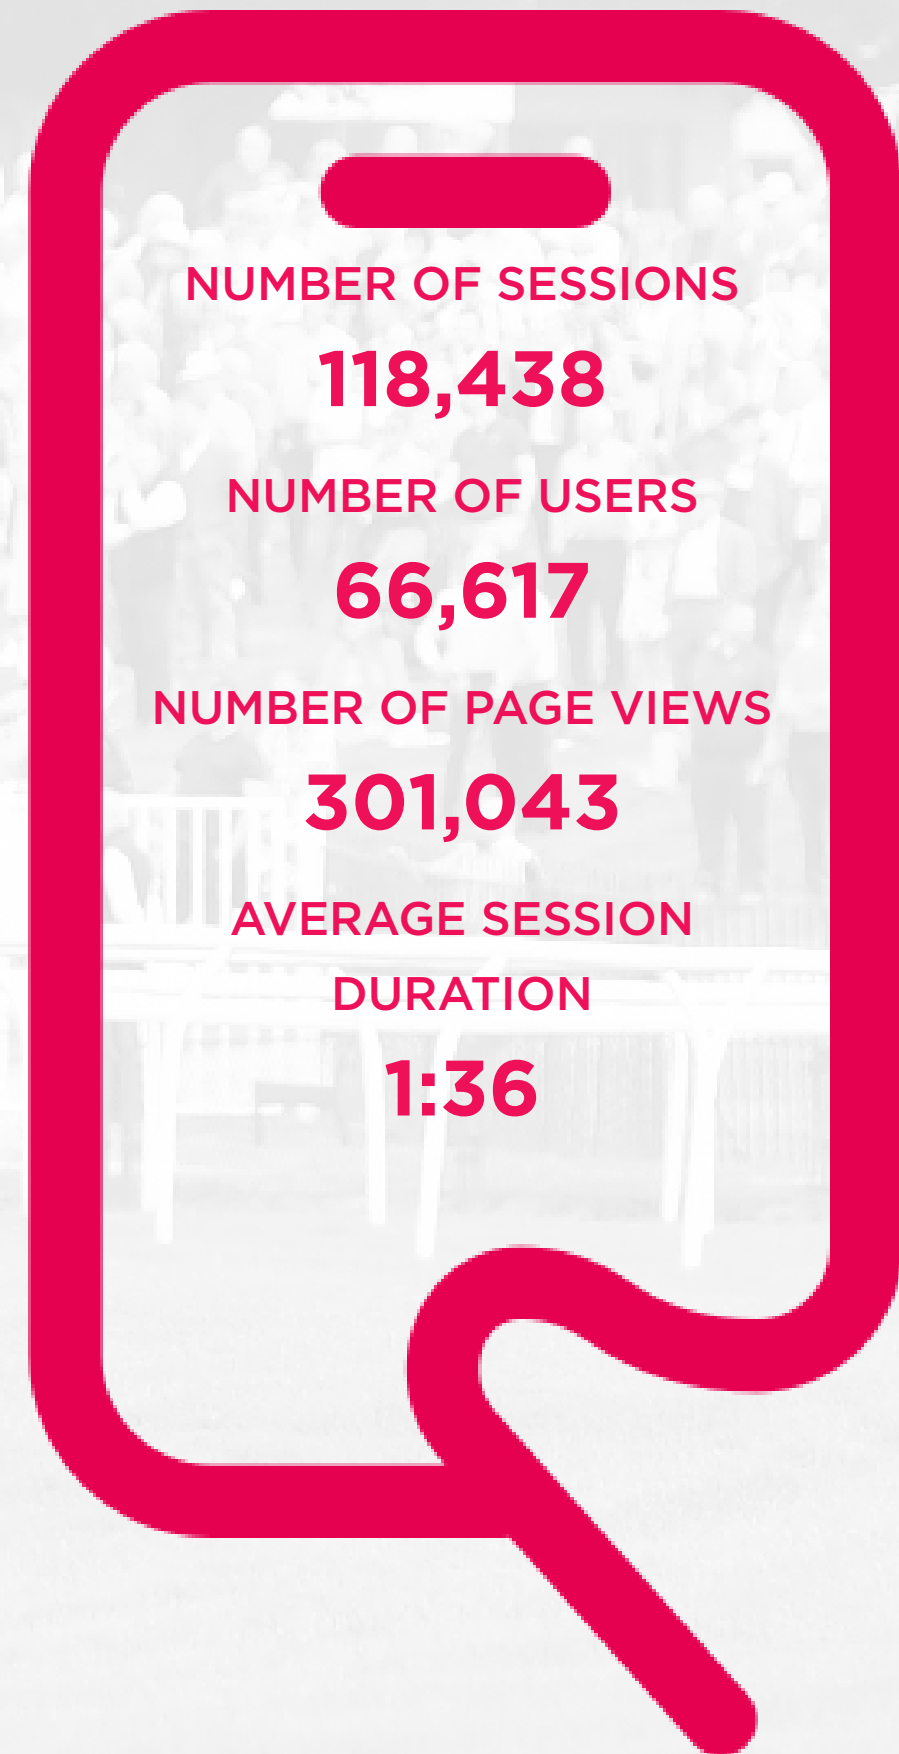 NUMBER OF SESSIONS
118,438
NUMBER OF USERS
66,617
NUMBER OF PAGE VIEWS
301,043
AVERAGE SESSION
DURATION
1:36